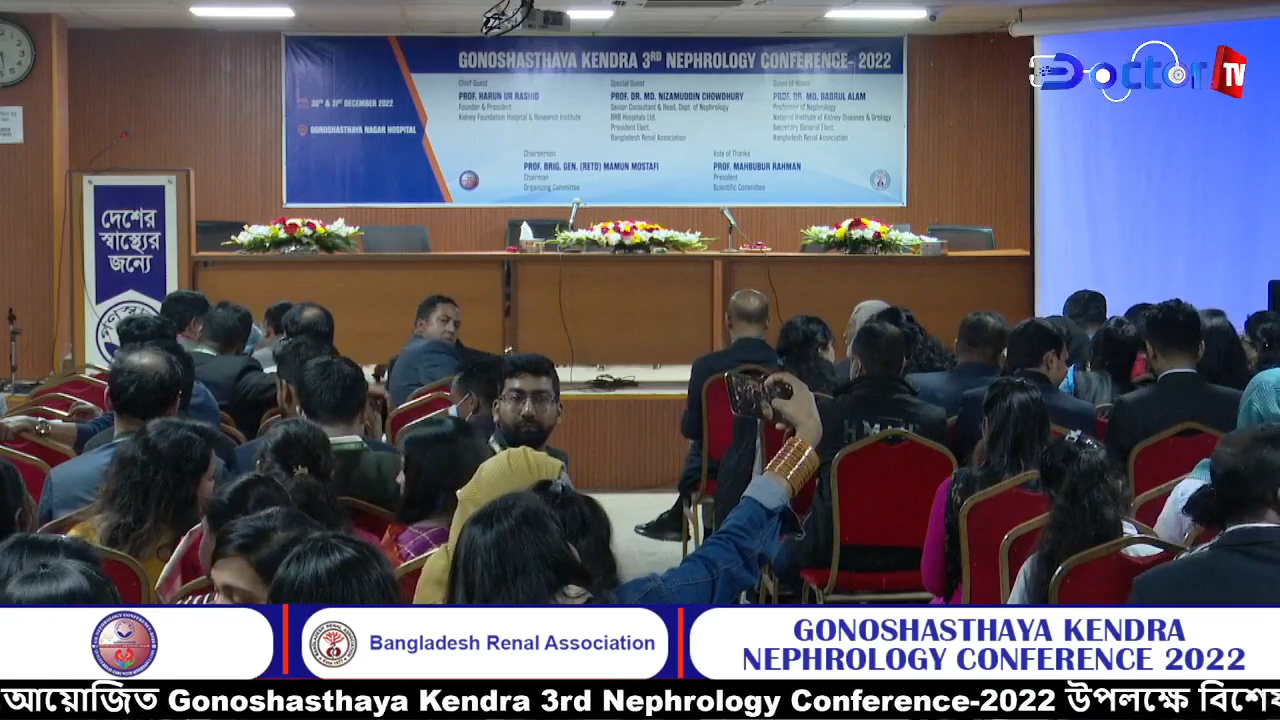 GONOSHASTHAYA KENDRA 3RD NEPHROLOGY CONFERENCE- 2022
30th & 31st DECEMBER 2022
GONOSHASTHAYA NAGAR HOSPITAL
Chief Guest
PROF. HARUN UR RASHID
Founder & President
Kidney Foundation Hospital & Research Institute
Special Guest
PROF. DR. MD. NIZAMUDDIN CHOWDHURY
Senior Consultant & Head, Dept. of Nephrology
BRB Hospitals Ltd.
President Elect.
Bangladesh Renal Association
Guest of Honor
PROF. DR. MD. BADRUL ALAM
Professor of Nephrology
National Institute of Kidney Diseases & Urology
Secretary General Elect.
Bangladesh Renal Association
Chairperson
PROF. BRIG. GEN. (RETD) MAMUN MOSTAFI
Chairman
Organizing Committee
Vote of Thanks
PROF. MAHBUBUR RAHMAN
President
Scientific Committee
Doctor TV
দেশের
স্বাস্থ্যের
জন্যে
Bangladesh Renal Association
GONOSHASTHAYA KENDRA
NEPHROLOGY CONFERENCE 2022
আয়োজিত Gonoshasthaya Kendra 3rd Nephrology Conference-2022 উপলক্ষে বিশেষ